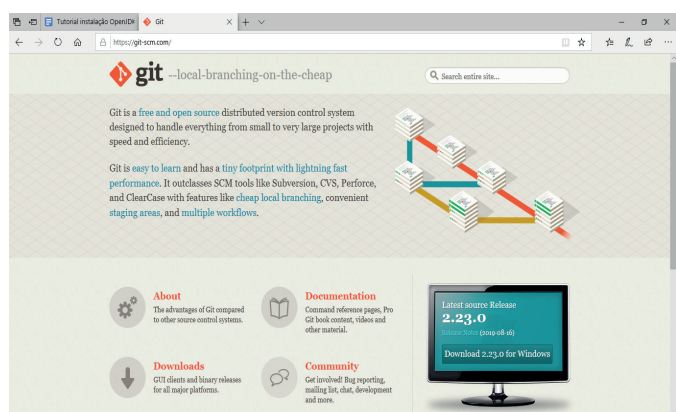 Tutorial instalação OpenJD
Git
https://git-scm.com/
git --local-branching-on-the-cheap
Search entire site...
Git is a free and open source distributed version control system
designed to handle everything from small to very large projects with
speed and efficiency.
Git is easy to learn and has a tiny footprint with lightning fast
performance. It outclasses SCM tools like Subversion, CVS, Perforce,
and ClearCase with features like cheap local branching, convenient
staging areas, and multiple workflows.
About
The advantages of Git compared
to other source control systems.
Documentation
Command reference pages, Pro
Git book content, videos and
other material.
Downloads
GUI clients and binary releases
for all major platforms.
Community
Get involved! Bug reporting,
mailing list, chat, development
and more.
Latest source Release
2.23.0
Release Notes (2019-08-16)
Download 2.23.0 for Windows